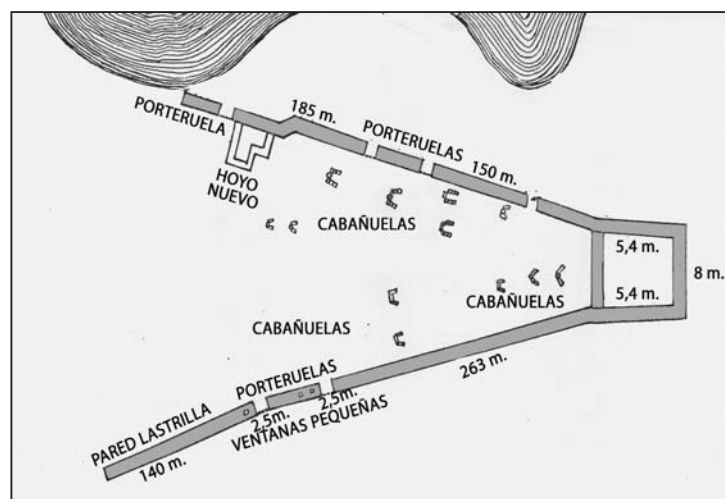 185 m.
PORTERUELA
PORTERUELAS
150 m.
HOYO
NUEVO
CABAÑUELAS
5,4 m.
8 m.
5,4 m.
CABAÑUELAS
CABAÑUELAS
263 m.
PORTERUELAS
2,5m.
2,5m.
VENTANAS PEQUEÑAS
PARED LASTRILLA
140 m.